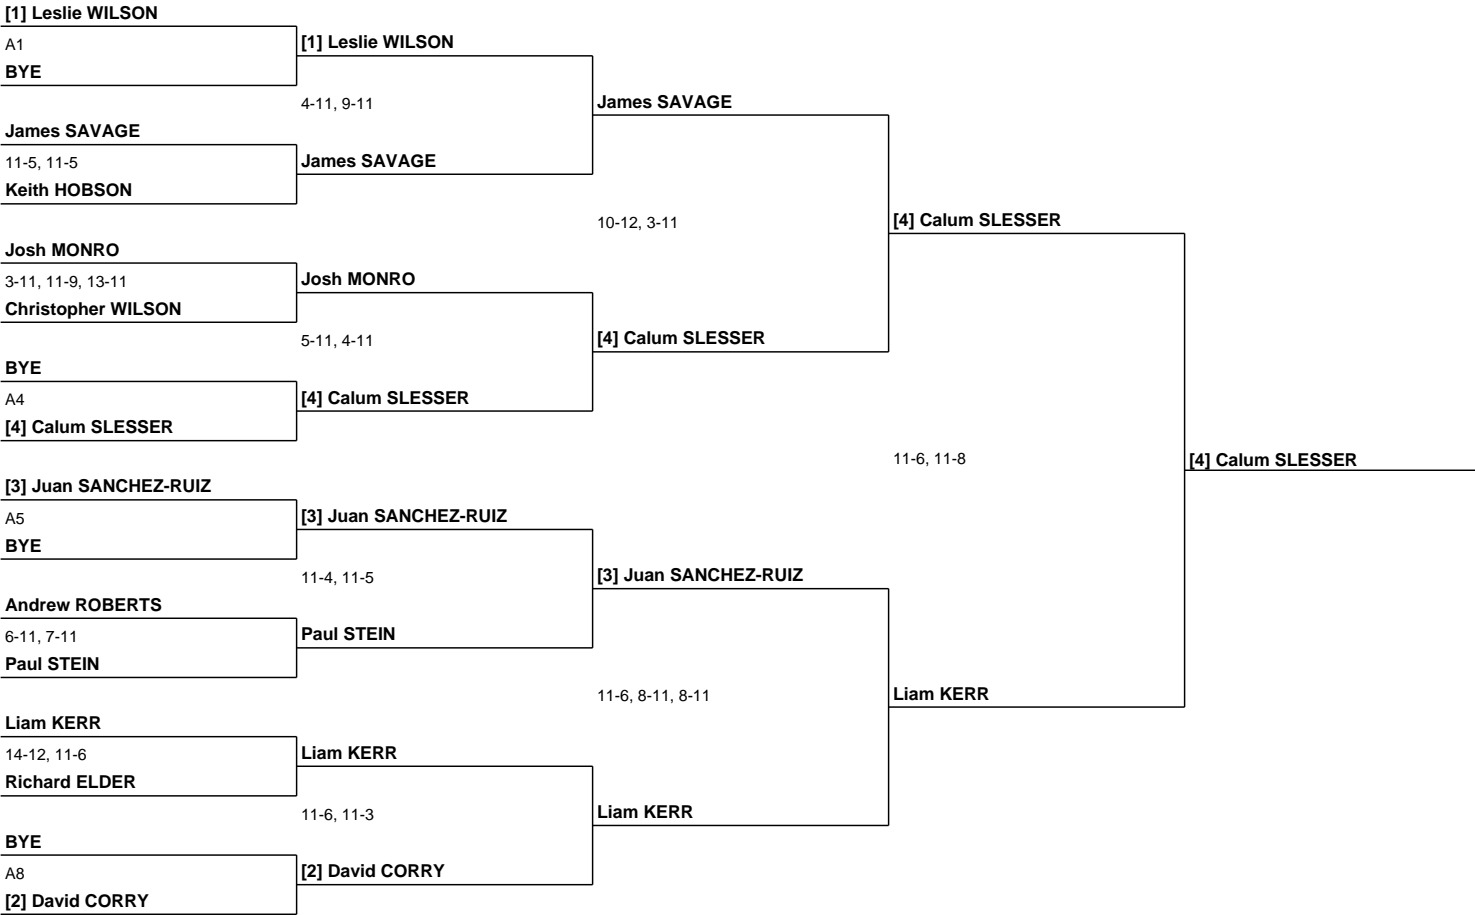 [1] Leslie WILSON
A1
BYE
James SAVAGE
11-5, 11-5
Keith HOBSON
Josh MONRO
3-11, 11-9, 13-11
Christopher WILSON
BYE
A4
[4] Calum SLESSER
[3] Juan SANCHEZ-RUIZ
A5
BYE
Andrew ROBERTS
6-11, 7-11
Paul STEIN
Liam KERR
14-12, 11-6
Richard ELDER
BYE
A8
[2] David CORRY
[1] Leslie WILSON
4-11, 9-11
James SAVAGE
Josh MONRO
5-11, 4-11
[4] Calum SLESSER
[3] Juan SANCHEZ-RUIZ
11-4, 11-5
Paul STEIN
Liam KERR
11-6, 11-3
[2] David CORRY
James SAVAGE
10-12, 3-11
[4] Calum SLESSER
[3] Juan SANCHEZ-RUIZ
11-6, 8-11, 8-11
Liam KERR
[4] Calum SLESSER
11-6, 11-8
Liam KERR
[4] Calum SLESSER